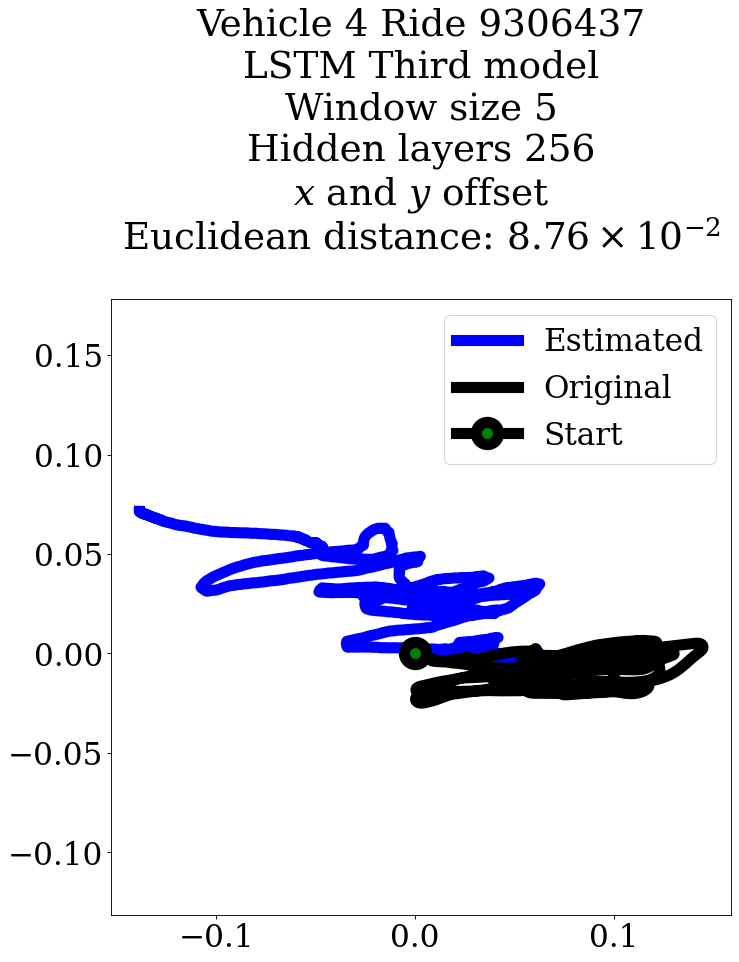 Vehicle 4 Ride 9306437
LSTM Third model
Window size 5
Hidden layers 256
x and y offset
Euclidean distance: 8.76 × 10⁻²
Estimated
Original
Start
0.15
0.10
0.05
0.00
−0.05
−0.10
−0.1 0.0 0.1